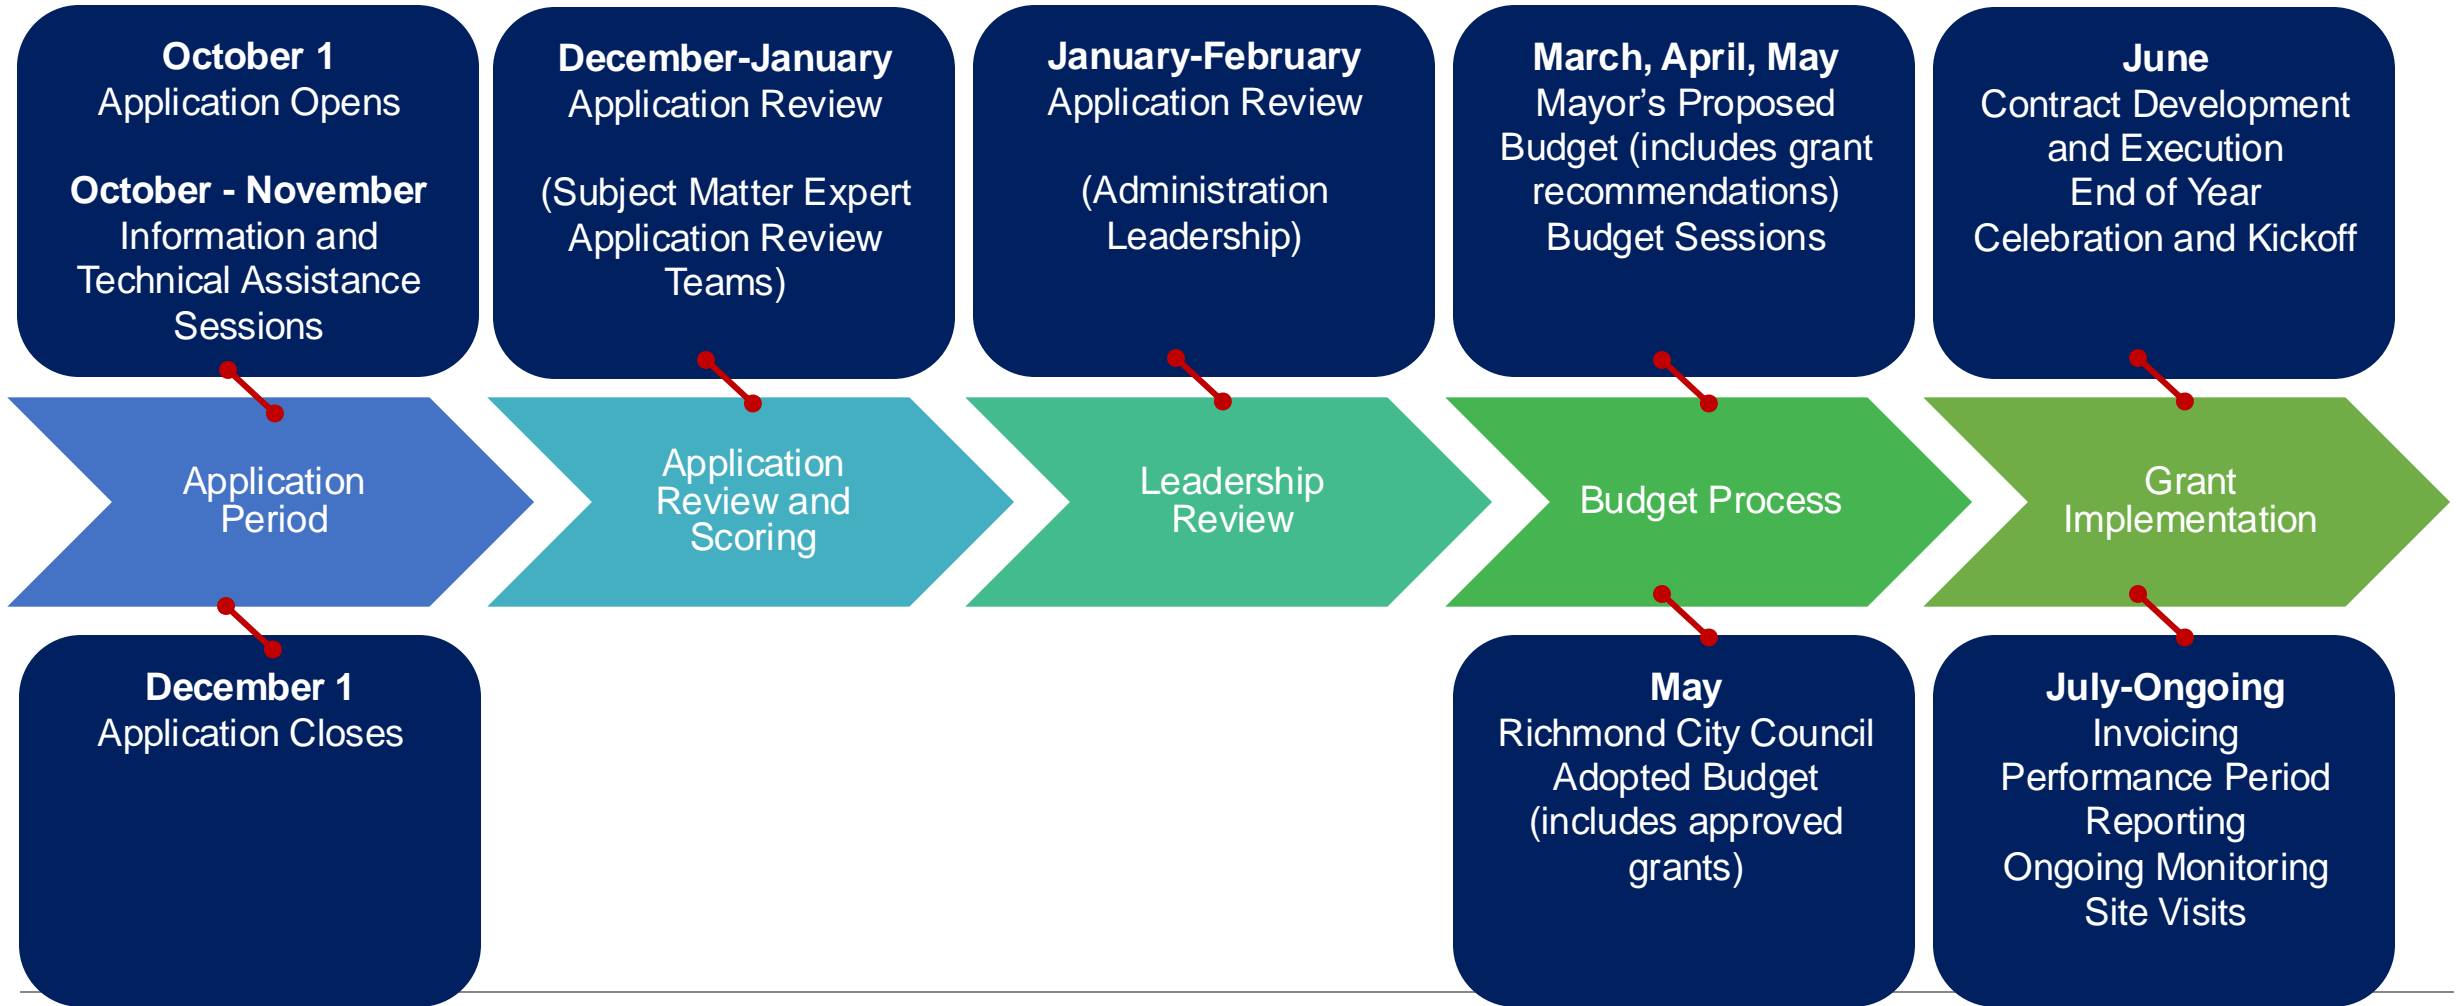 October 1
Application Opens
October - November
Information and
Technical Assistance
Sessions
December-January
Application Review
(Subject Matter Expert
Application Review
Teams)
January-February
Application Review
(Administration
Leadership)
March, April, May
Mayor’s Proposed
Budget (includes grant
recommendations)
Budget Sessions
June
Contract Development
and Execution
End of Year
Celebration and Kickoff
Application
Period
Application
Review and
Scoring
Leadership
Review
Budget Process
Grant
Implementation
December 1
Application Closes
May
Richmond City Council
Adopted Budget
(includes approved
grants)
July-Ongoing
Invoicing
Performance Period
Reporting
Ongoing Monitoring
Site Visits